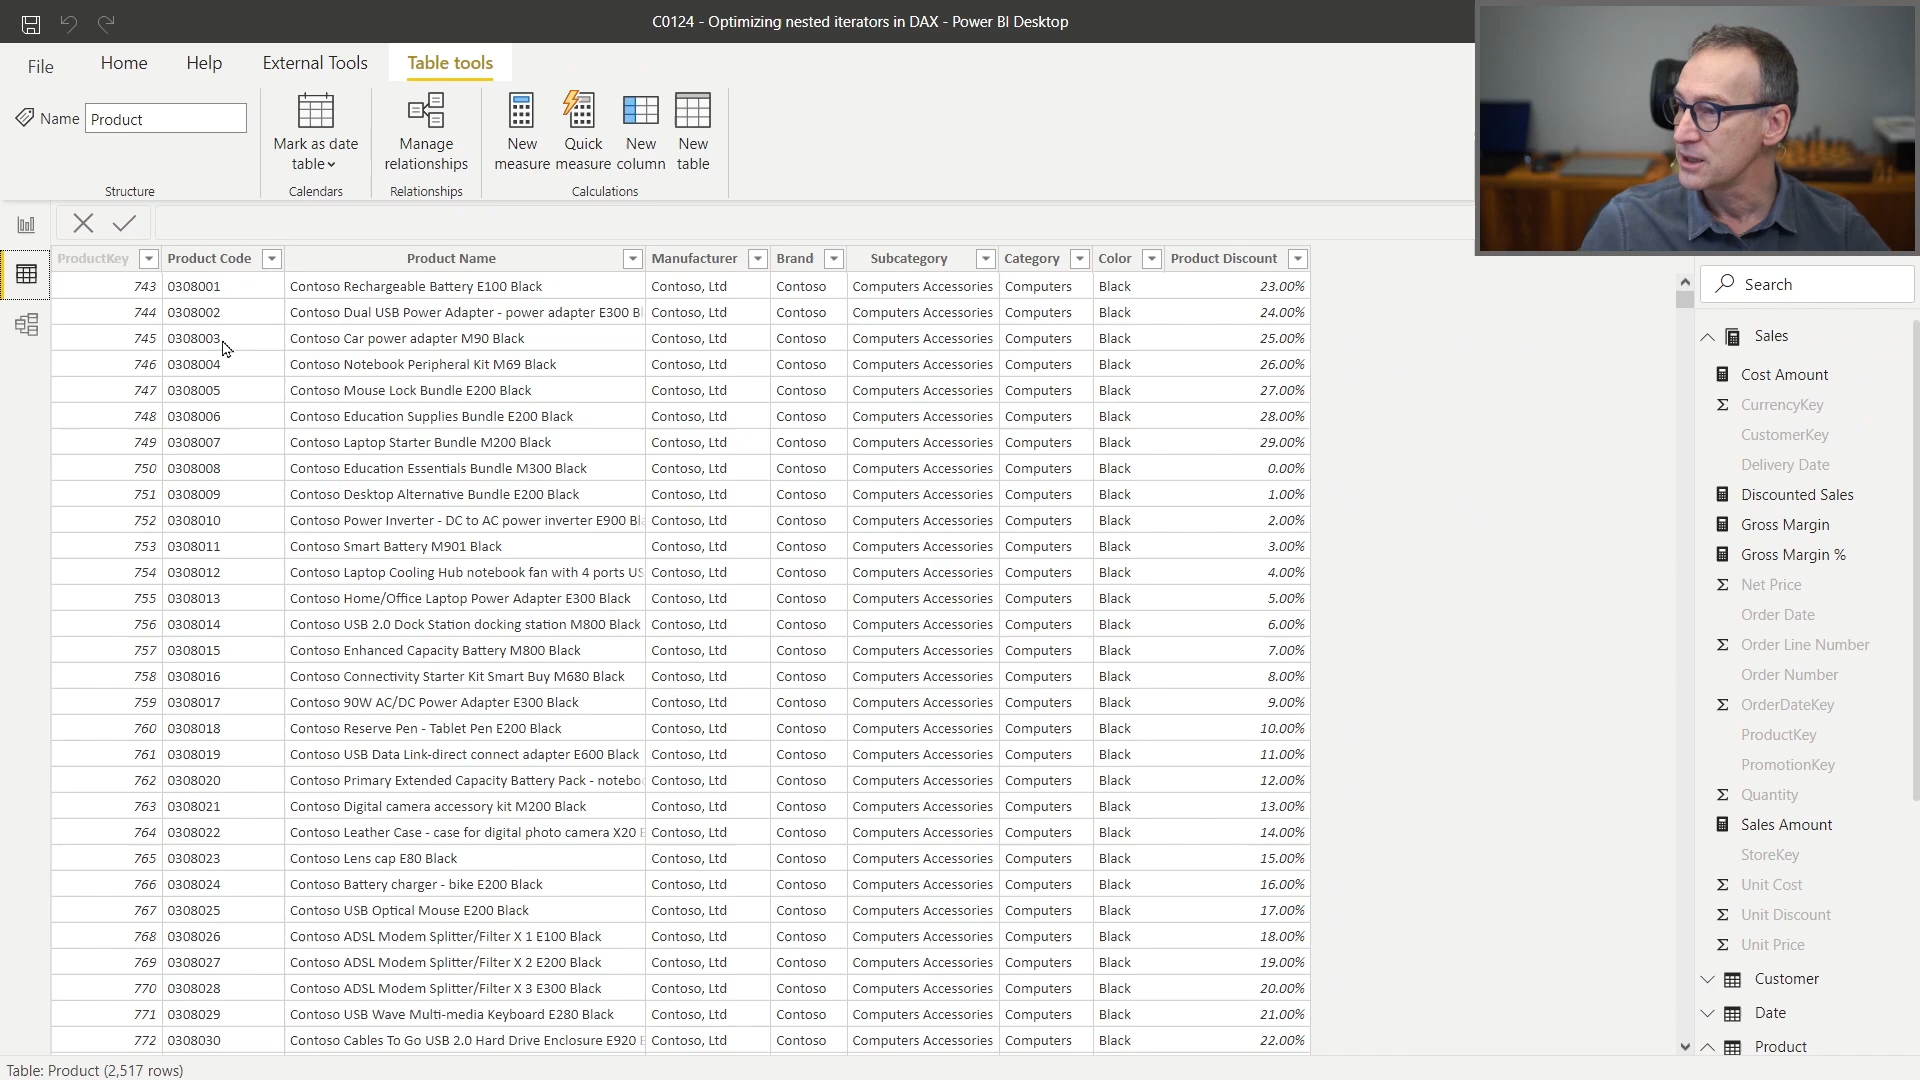 C0124 - Optimizing nested iterators in DAX - Power BI Desktop
File Home Help External Tools Table tools
Name Product
Mark as date table
Manage relationships
New measure
Quick measure
New column
New table
Structure Calendars Relationships Calculations
ProductKey Product Code Product Name Manufacturer Brand Subcategory Category Color Product Discount
743 0308001 Contoso Rechargeable Battery E100 Black Contoso, Ltd Contoso Computers Accessories Computers Black 23.00%
744 0308002 Contoso Dual USB Power Adapter - power adapter E300 Bl Contoso, Ltd Contoso Computers Accessories Computers Black 24.00%
745 0308003 Contoso Car power adapter M90 Black Contoso, Ltd Contoso Computers Accessories Computers Black 25.00%
746 0308004 Contoso Notebook Peripheral Kit M69 Black Contoso, Ltd Contoso Computers Accessories Computers Black 26.00%
747 0308005 Contoso Mouse Lock Bundle E200 Black Contoso, Ltd Contoso Computers Accessories Computers Black 27.00%
748 0308006 Contoso Education Supplies Bundle E200 Black Contoso, Ltd Contoso Computers Accessories Computers Black 28.00%
749 0308007 Contoso Laptop Starter Bundle M200 Black Contoso, Ltd Contoso Computers Accessories Computers Black 29.00%
750 0308008 Contoso Education Essentials Bundle M300 Black Contoso, Ltd Contoso Computers Accessories Computers Black 0.00%
751 0308009 Contoso Desktop Alternative Bundle E200 Black Contoso, Ltd Contoso Computers Accessories Computers Black 1.00%
752 0308010 Contoso Power Inverter - DC to AC power inverter E900 Bl Contoso, Ltd Contoso Computers Accessories Computers Black 2.00%
753 0308011 Contoso Smart Battery M901 Black Contoso, Ltd Contoso Computers Accessories Computers Black 3.00%
754 0308012 Contoso Laptop Cooling Hub notebook fan with 4 ports US Contoso, Ltd Contoso Computers Accessories Computers Black 4.00%
755 0308013 Contoso Home/Office Laptop Power Adapter E300 Black Contoso, Ltd Contoso Computers Accessories Computers Black 5.00%
756 0308014 Contoso USB 2.0 Dock Station docking station M800 Black Contoso, Ltd Contoso Computers Accessories Computers Black 6.00%
757 0308015 Contoso Enhanced Capacity Battery M800 Black Contoso, Ltd Contoso Computers Accessories Computers Black 7.00%
758 0308016 Contoso Connectivity Starter Kit Smart Buy M680 Black Contoso, Ltd Contoso Computers Accessories Computers Black 8.00%
759 0308017 Contoso 90W AC/DC Power Adapter E300 Black Contoso, Ltd Contoso Computers Accessories Computers Black 9.00%
760 0308018 Contoso Reserve Pen - Tablet Pen E200 Black Contoso, Ltd Contoso Computers Accessories Computers Black 10.00%
761 0308019 Contoso USB Data Link-direct connect adapter E600 Black Contoso, Ltd Contoso Computers Accessories Computers Black 11.00%
762 0308020 Contoso Primary Extended Capacity Battery Pack - notebo Contoso, Ltd Contoso Computers Accessories Computers Black 12.00%
763 0308021 Contoso Digital camera accessory kit M200 Black Contoso, Ltd Contoso Computers Accessories Computers Black 13.00%
764 0308022 Contoso Leather Case - case for digital photo camera X20 Contoso, Ltd Contoso Computers Accessories Computers Black 14.00%
765 0308023 Contoso Lens cap E80 Black Contoso, Ltd Contoso Computers Accessories Computers Black 15.00%
766 0308024 Contoso Battery charger - bike E200 Black Contoso, Ltd Contoso Computers Accessories Computers Black 16.00%
767 0308025 Contoso USB Optical Mouse E200 Black Contoso, Ltd Contoso Computers Accessories Computers Black 17.00%
768 0308026 Contoso ADSL Modem Splitter/Filter X 1 E100 Black Contoso, Ltd Contoso Computers Accessories Computers Black 18.00%
769 0308027 Contoso ADSL Modem Splitter/Filter X 2 E200 Black Contoso, Ltd Contoso Computers Accessories Computers Black 19.00%
770 0308028 Contoso ADSL Modem Splitter/Filter X 3 E300 Black Contoso, Ltd Contoso Computers Accessories Computers Black 20.00%
771 0308029 Contoso USB Wave Multi-media Keyboard E280 Black Contoso, Ltd Contoso Computers Accessories Computers Black 21.00%
772 0308030 Contoso Cables To Go USB 2.0 Hard Drive Enclosure E920 Contoso, Ltd Contoso Computers Accessories Computers Black 22.00%
Search
Sales
Cost Amount
CurrencyKey
CustomerKey
Delivery Date
Discounted Sales
Gross Margin
Gross Margin %
Net Price
Order Date
Order Line Number
Order Number
OrderDateKey
ProductKey
PromotionKey
Quantity
Sales Amount
StoreKey
Unit Cost
Unit Discount
Unit Price
Customer
Date
Product
Table: Product (2,517 rows)